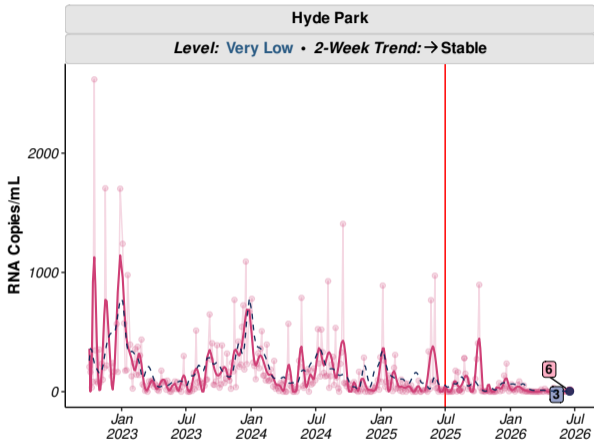 Hyde Park
Level: Very Low • 2-Week Trend: → Stable
RNA Copies/mL
2000
1000
0
6
3
Jan 2023
Jul 2023
Jan 2024
Jul 2024
Jan 2025
Jul 2025
Jan 2026
Jul 2026